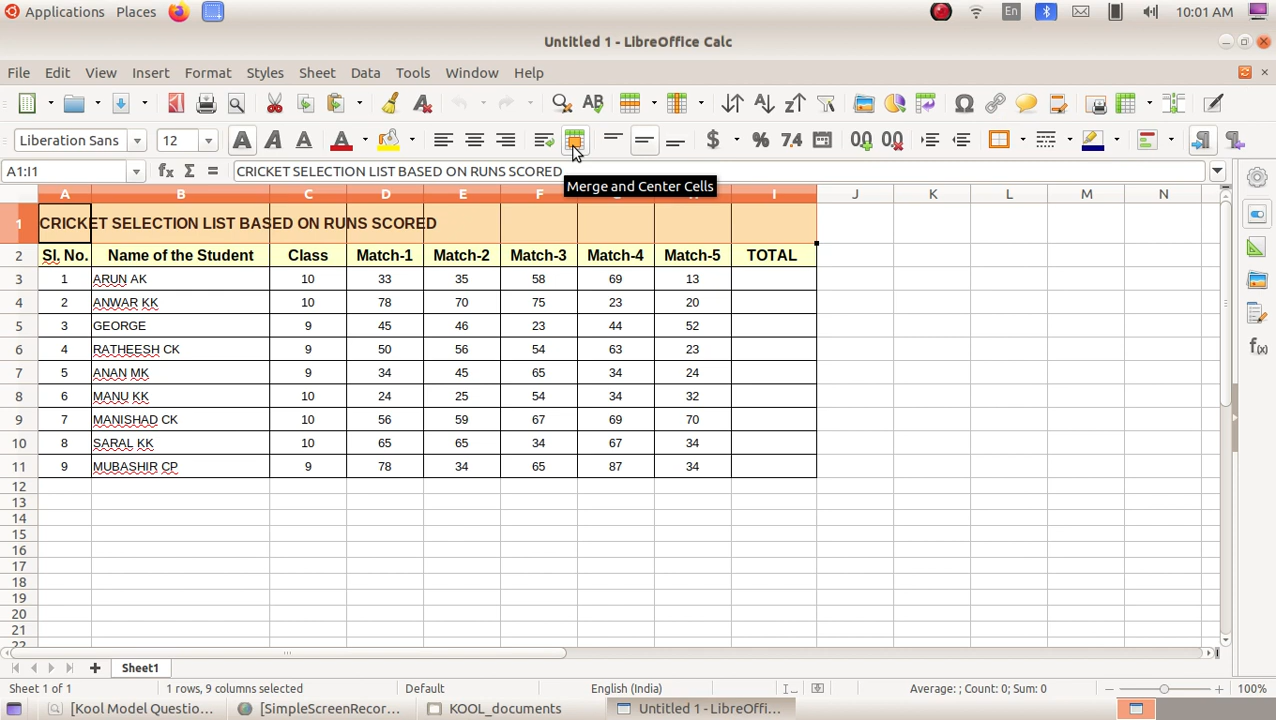 Applications Places En 10:01 AM
Untitled 1 - LibreOffice Calc
File Edit View Insert Format Styles Sheet Data Tools Window Help
Liberation Sans 12 $ % 7.4
A1:I1 fx Σ = CRICKET SELECTION LIST BASED ON RUNS SCORED
Merge and Center Cells
A B C D E F I J K L M N
1 CRICKET SELECTION LIST BASED ON RUNS SCORED
2 Sl. No. Name of the Student Class Match-1 Match-2 Match-3 Match-4 Match-5 TOTAL
3 1 ARUN AK 10 33 35 58 69 13
4 2 ANWAR KK 10 78 70 75 23 20
5 3 GEORGE 9 45 46 23 44 52
6 4 RATHEESH CK 9 50 56 54 63 23
7 5 ANAN MK 9 34 45 65 34 24
8 6 MANU KK 10 24 25 54 34 32
9 7 MANISHAD CK 10 56 59 67 69 70
10 8 SARAL KK 10 65 65 34 67 34
11 9 MUBASHIR CP 9 78 34 65 87 34
12
13
14
15
16
17
18
19
20
21
22
Sheet1
Sheet 1 of 1 1 rows, 9 columns selected Default English (India) Average: ; Count: 0; Sum: 0 100%
[Kool Model Questio... [SimpleScreenRecor... KOOL_documents Untitled 1 - LibreOffi...